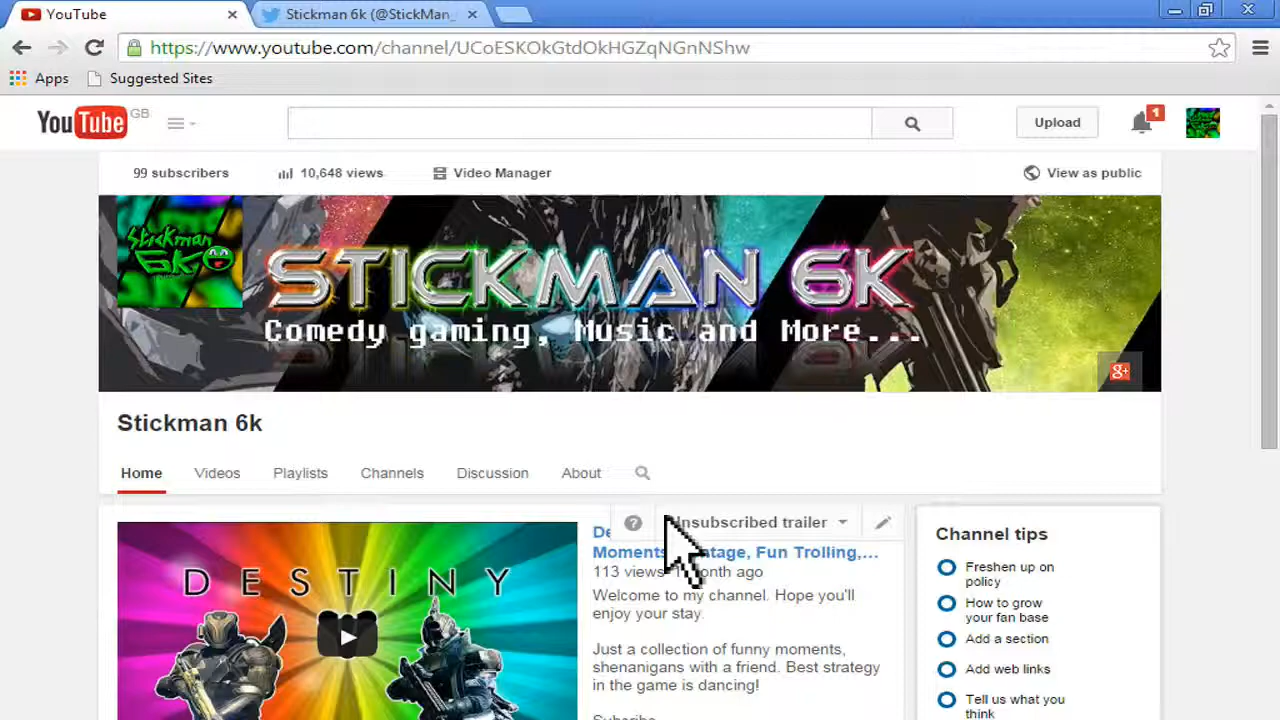 YouTube
Stickman 6k (@StickMan_
https://www.youtube.com/channel/UCoESKOkGtdOkHGZqNGnNShw
Apps
Suggested Sites
YouTube GB
Upload
1
99 subscribers
10,648 views
Video Manager
View as public
Stickman 6K
STICKMAN 6K
Comedy gaming, Music and More...
g+
Stickman 6k
Home
Videos
Playlists
Channels
Discussion
About
?
Unsubscribed trailer
De
Moments
tage, Fun Trolling,...
113 views
month ago
Welcome to my channel. Hope you'll
enjoy your stay.
Just a collection of funny moments,
shenanigans with a friend. Best strategy
in the game is dancing!
DESTINY
Channel tips
Freshen up on
policy
How to grow
your fan base
Add a section
Add web links
Tell us what you
think